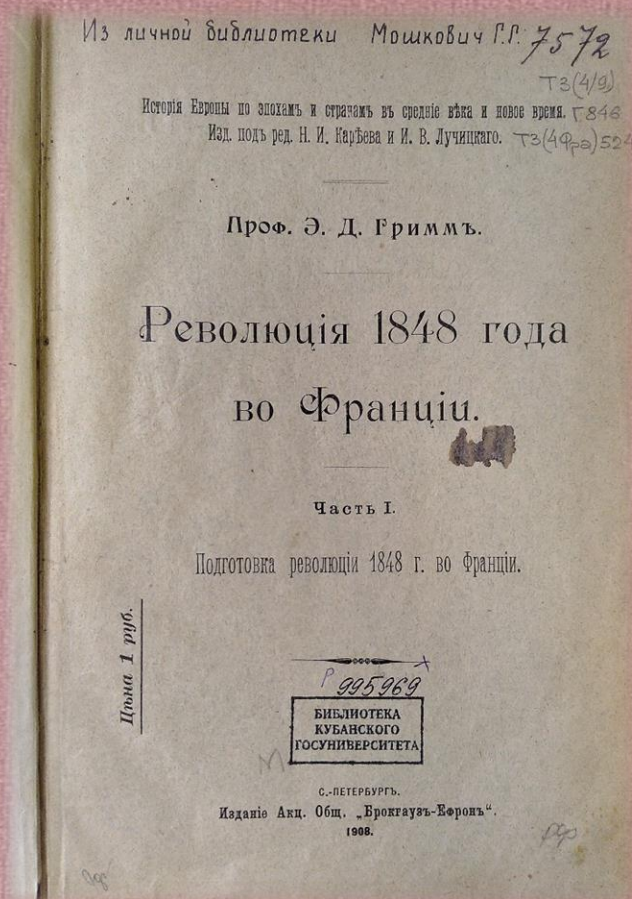 Из личной библиотеки Мошкович Г.Г. 7572
Т3(4/9)
Исторія Европы по эпохамъ и странамъ въ средніе вѣка и новое время. Г846
Изд. подъ ред. Н. И. Карѣева и И. В. Лучицкаго. Т3(4Фра)52
Проф. Э. Д. Гриммъ.
Революція 1848 года
во Франціи.
Часть I.
Подготовка революціи 1848 г. во Франціи.
Цѣна 1 руб.
Р 995969
БИБЛИОТЕКА
КУБАНСКОГО
ГОСУНИВЕРСИТЕТА
С.-ПЕТЕРБУРГЪ.
Изданіе Акц. Общ. „Брокгаузъ-Ефронъ“.
1908.